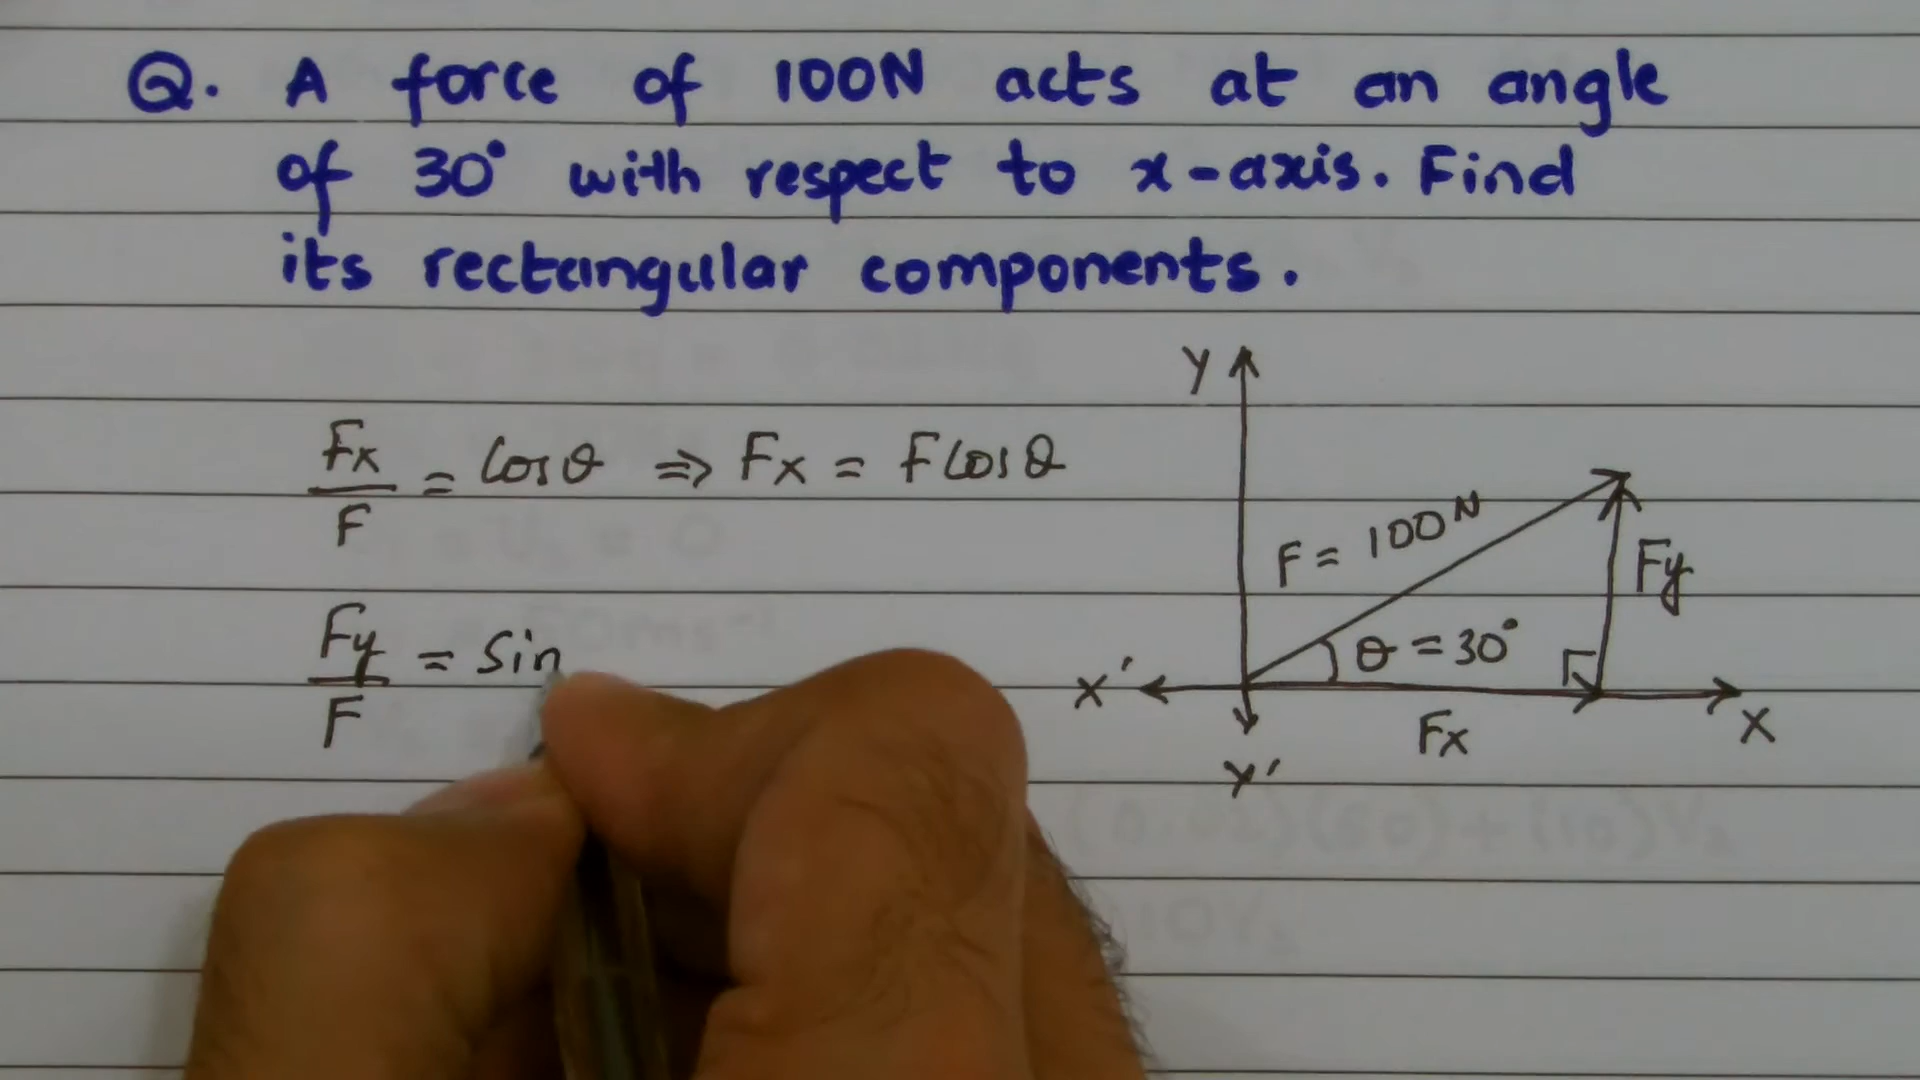 Q. A force of 100N acts at an angle
of 30° with respect to x-axis. Find
its rectangular components.
Fx/F = Cosθ ⇒ Fx = FCosθ
Fy/F = Sin
Y
F = 100N
Fy
θ = 30°
X'
X
Fx
Y'